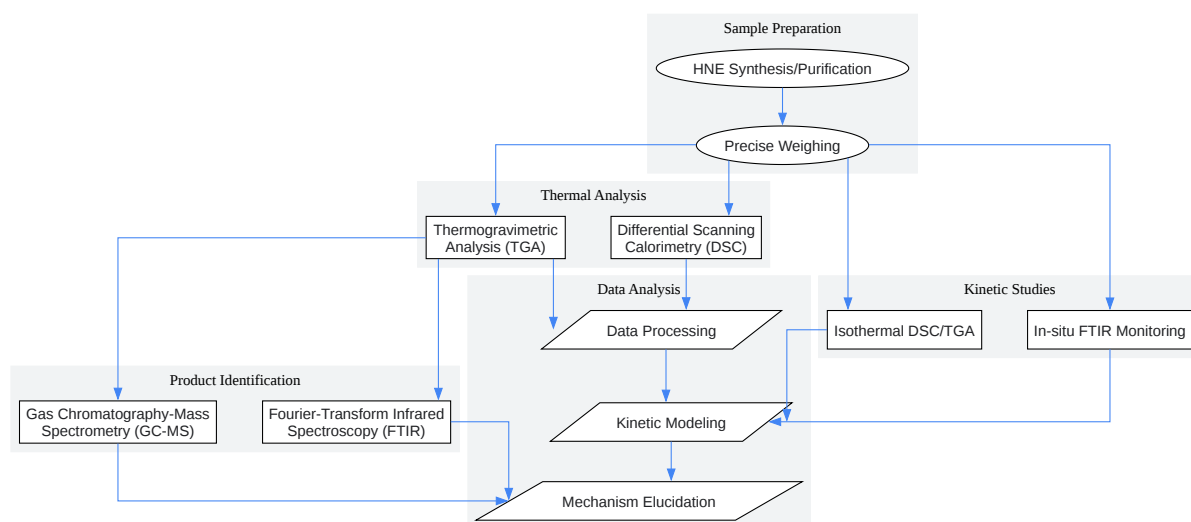 Sample Preparation
HNE Synthesis/Purification
Precise Weighing
Thermal Analysis
Thermogravimetric
Analysis (TGA)
Differential Scanning
Calorimetry (DSC)
Data Analysis
Kinetic Studies
Data Processing
Isothermal DSC/TGA
In-situ FTIR Monitoring
Product Identification
Gas Chromatography-Mass
Spectrometry (GC-MS)
Fourier-Transform Infrared
Spectroscopy (FTIR)
Kinetic Modeling
Mechanism Elucidation